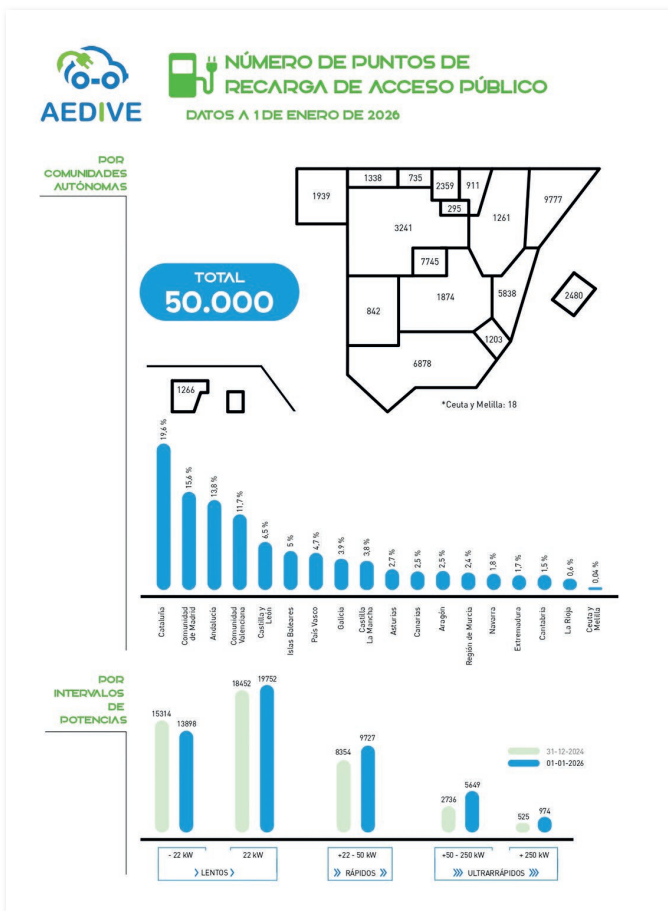 AEDIVE
NÚMERO DE PUNTOS DE
RECARGA DE ACCESO PÚBLICO
DATOS A 1 DE ENERO DE 2026
POR
COMUNIDADES
AUTÓNOMAS
1939
1338
735
2359
911
295
1261
9777
3241
7745
TOTAL
50.000
842
1874
5838
2480
1203
6878
1266
*Ceuta y Melilla: 18
19,6 %
15,6 %
13,8 %
11,7 %
6,5 %
5 %
4,7 %
3.9 %
3,8 %
2,7 %
2,5 %
2,5 %
2,4 %
1,8 %
1,7 %
1,5 %
0,6 %
0,04 %
Cataluña
Comunidad
de Madrid
Andalucía
Comunidad
Valenciana
Castilla y
León
Islas Baleares
País Vasco
Galicia
Castilla
La Mancha
Asturias
Canarias
Aragón
Región de Murcia
Navarra
Extremadura
Cantabria
La Rioja
Ceuta y
Melilla
POR
INTERVALOS
DE
POTENCIAS
15314
13898
18452
19752
8354
9727
2736
5649
525
974
31-12-2024
01-01-2026
- 22 kW
22 kW
+22 - 50 kW
+50 - 250 kW
+ 250 kW
LENTOS
RÁPIDOS
ULTRARRÁPIDOS